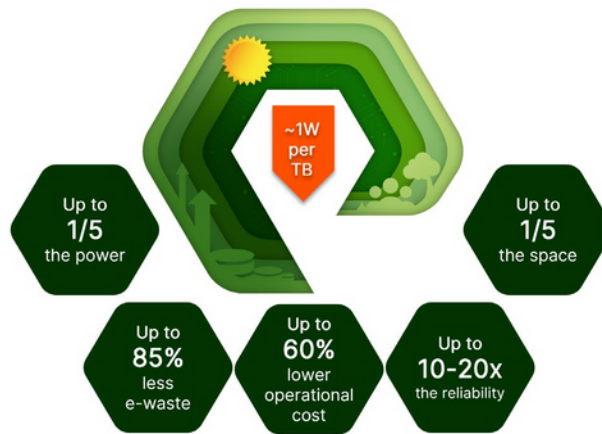 ~1W
per
TB
Up to
1/5
the power
Up to
1/5
the space
Up to
85%
less
e-waste
Up to
60%
lower
operational
cost
Up to
10-20x
the reliability